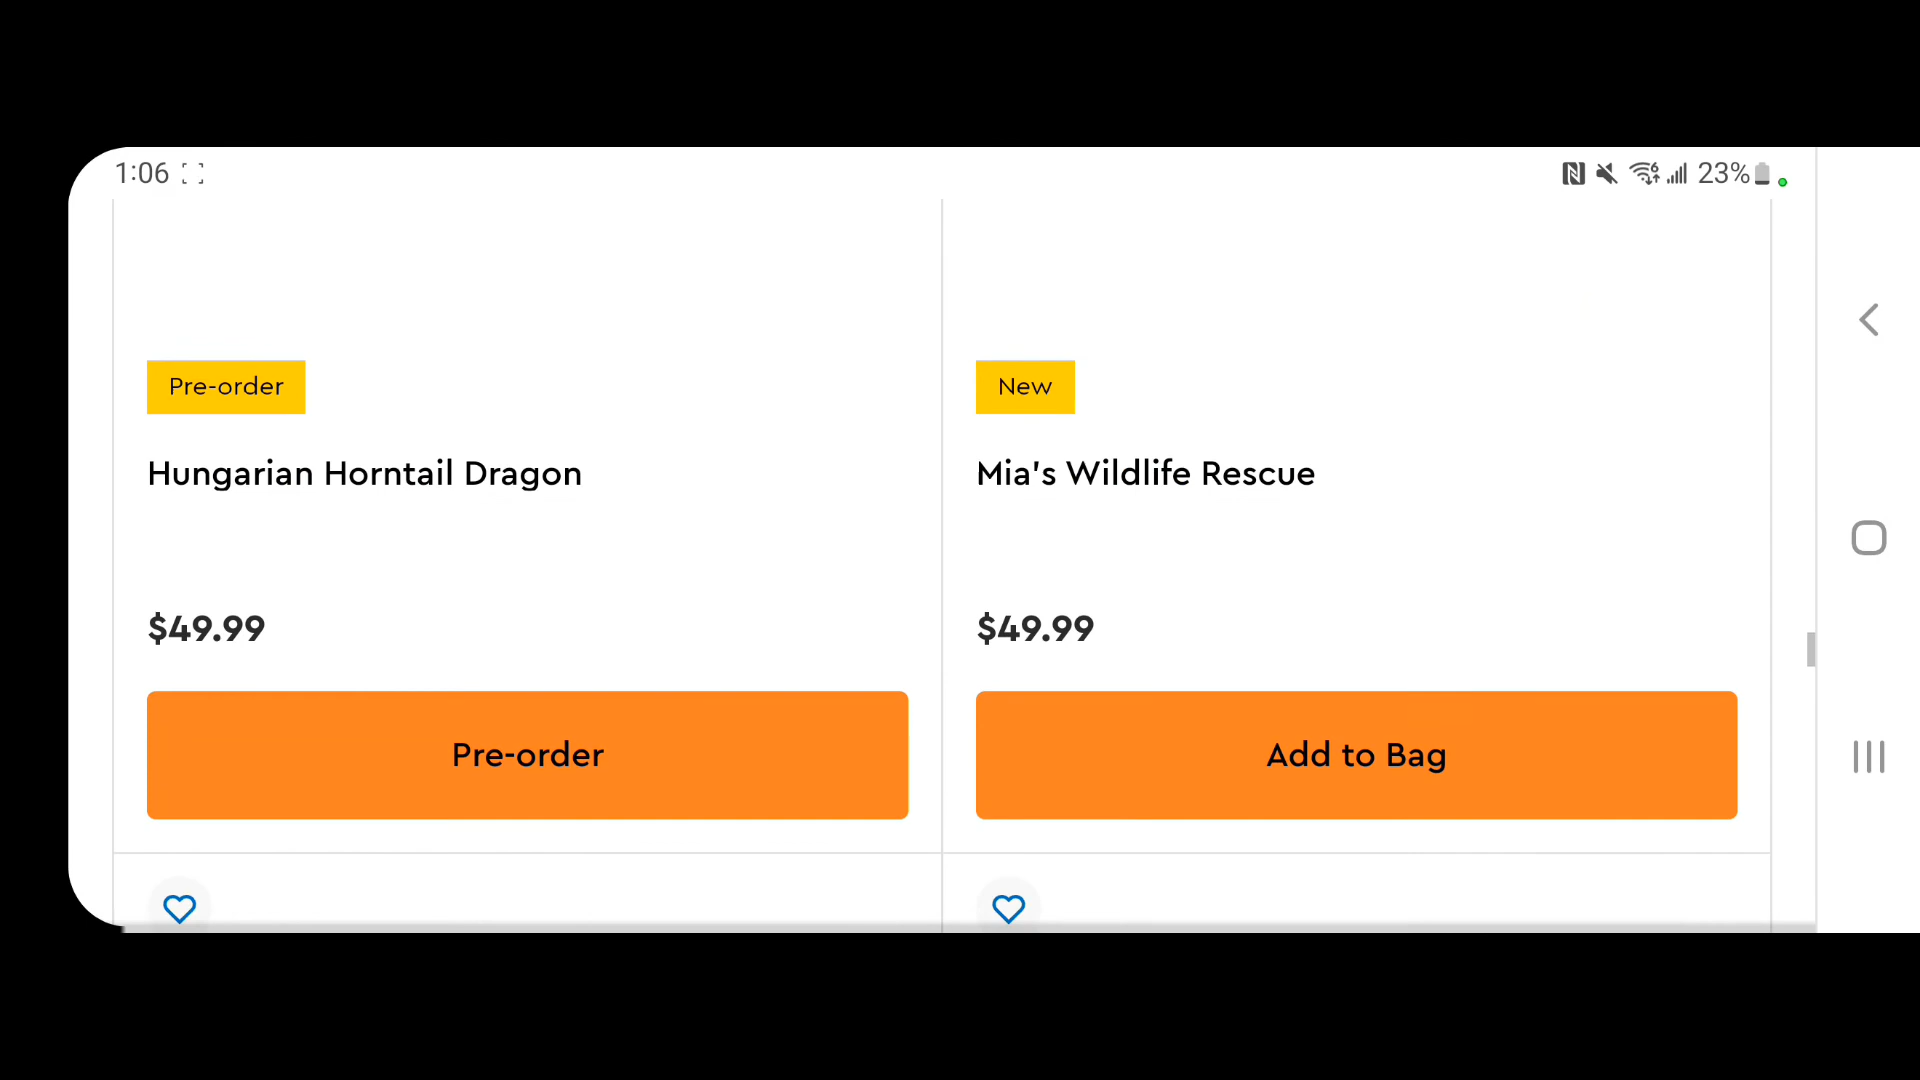 1:06
23%
Pre-order
New
Hungarian Horntail Dragon
Mia's Wildlife Rescue
$49.99
$49.99
Pre-order
Add to Bag